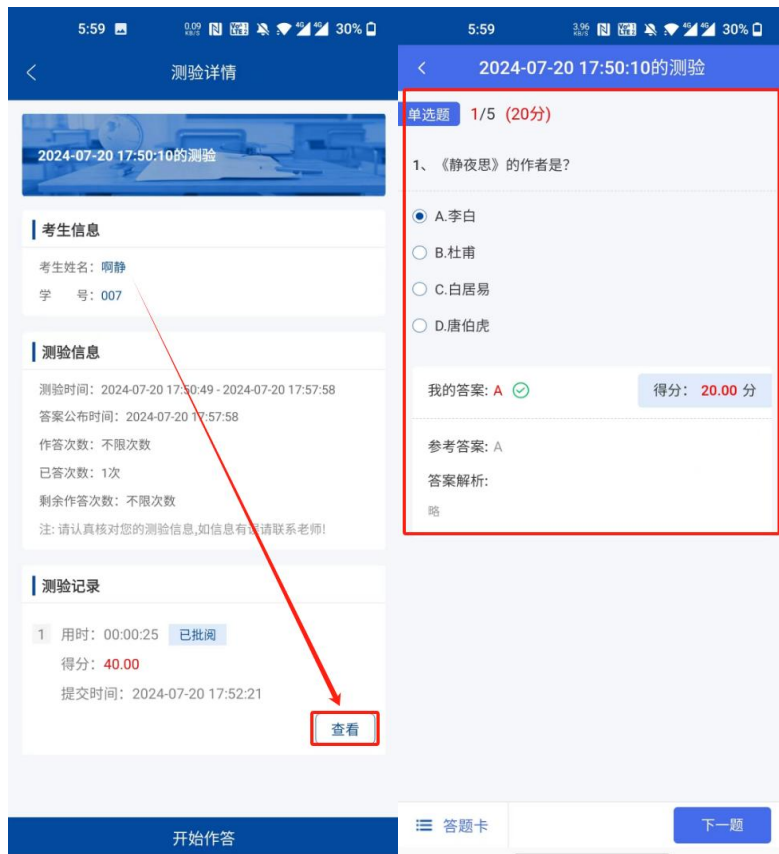 5:59
0.09 KB/S
4G 4G 30%
测验详情
2024-07-20 17:50:10的测验
考生信息
考生姓名：啊静
学 号：007
测验信息
测验时间：2024-07-20 17:50:49 - 2024-07-20 17:57:58
答案公布时间：2024-07-20 17:57:58
作答次数：不限次数
已答次数：1次
剩余作答次数：不限次数
注: 请认真核对您的测验信息,如信息有误请联系老师!
测验记录
1 用时：00:00:25 已批阅
得分：40.00
提交时间：2024-07-20 17:52:21
查看
开始作答
5:59
3.96 KB/S
4G 4G 30%
2024-07-20 17:50:10的测验
单选题 1/5 (20分)
1、《静夜思》的作者是?
A.李白
B.杜甫
C.白居易
D.唐伯虎
我的答案: A 得分： 20.00 分
参考答案: A
答案解析:
略
答题卡 下一题